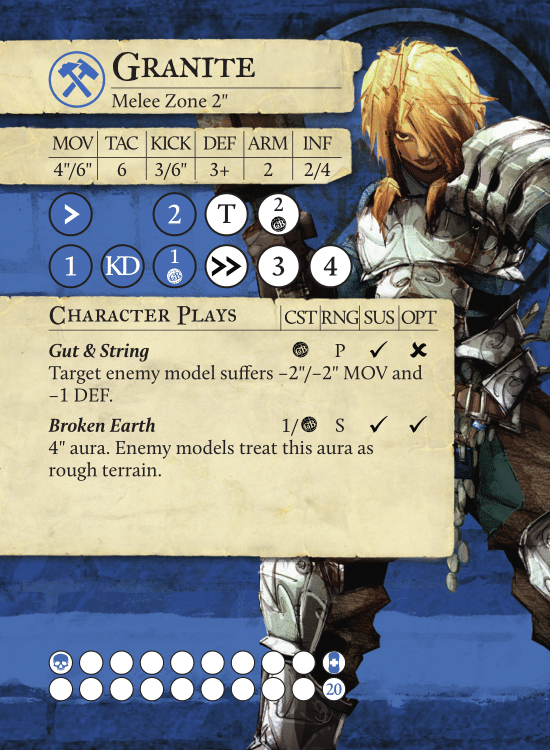 Granite
Melee Zone 2"
MOV TAC KICK DEF ARM INF
4"/6" 6 3/6" 3+ 2 2/4
> 2 T 2 GB
1 KD 1 GB >> 3 4
Character Plays CST RNG SUS OPT
Gut & String GB P ✓ ✗
Target enemy model suffers –2"/–2" MOV and
–1 DEF.
Broken Earth 1/GB S ✓ ✓
4" aura. Enemy models treat this aura as
rough terrain.
20